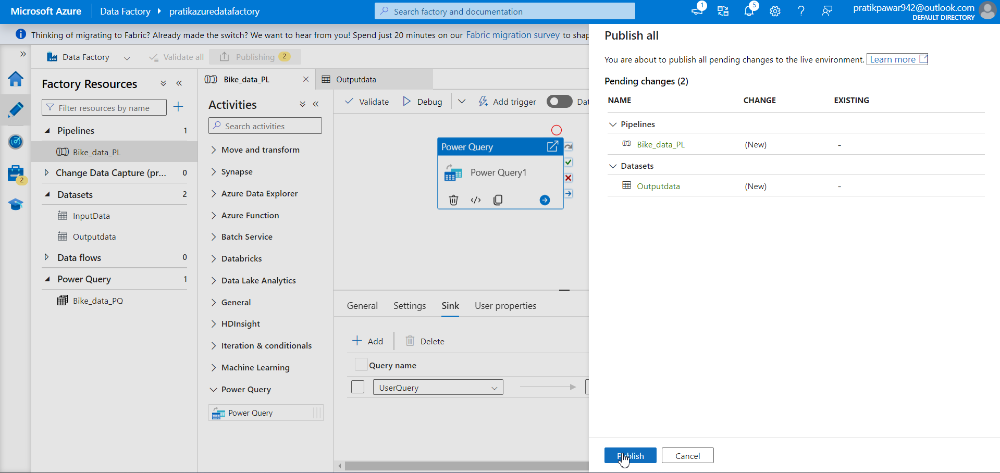 Microsoft Azure
Data Factory
pratikazuredatafactory
Search factory and documentation
1
5
pratikpawar942@outlook.com
DEFAULT DIRECTORY
Thinking of migrating to Fabric? Already made the switch? We want to hear from you! Spend just 20 minutes on our Fabric migration survey to shap
Data Factory
Validate all
Publishing 2
Factory Resources
Filter resources by name
Pipelines 1
Bike_data_PL
Change Data Capture (pr... 0
Datasets 2
InputData
Outputdata
Data flows 0
Power Query 1
Bike_data_PQ
2
Bike_data_PL
Outputdata
Activities
Search activities
Move and transform
Synapse
Azure Data Explorer
Azure Function
Batch Service
Databricks
Data Lake Analytics
General
HDInsight
Iteration & conditionals
Machine Learning
Power Query
Power Query
Validate
Debug
Add trigger
Dat
Power Query
Power Query1
General
Settings
Sink
User properties
Add
Delete
Query name
UserQuery
Publish all
You are about to publish all pending changes to the live environment. Learn more
Pending changes (2)
NAME CHANGE EXISTING
Pipelines
Bike_data_PL (New) -
Datasets
Outputdata (New) -
Publish
Cancel